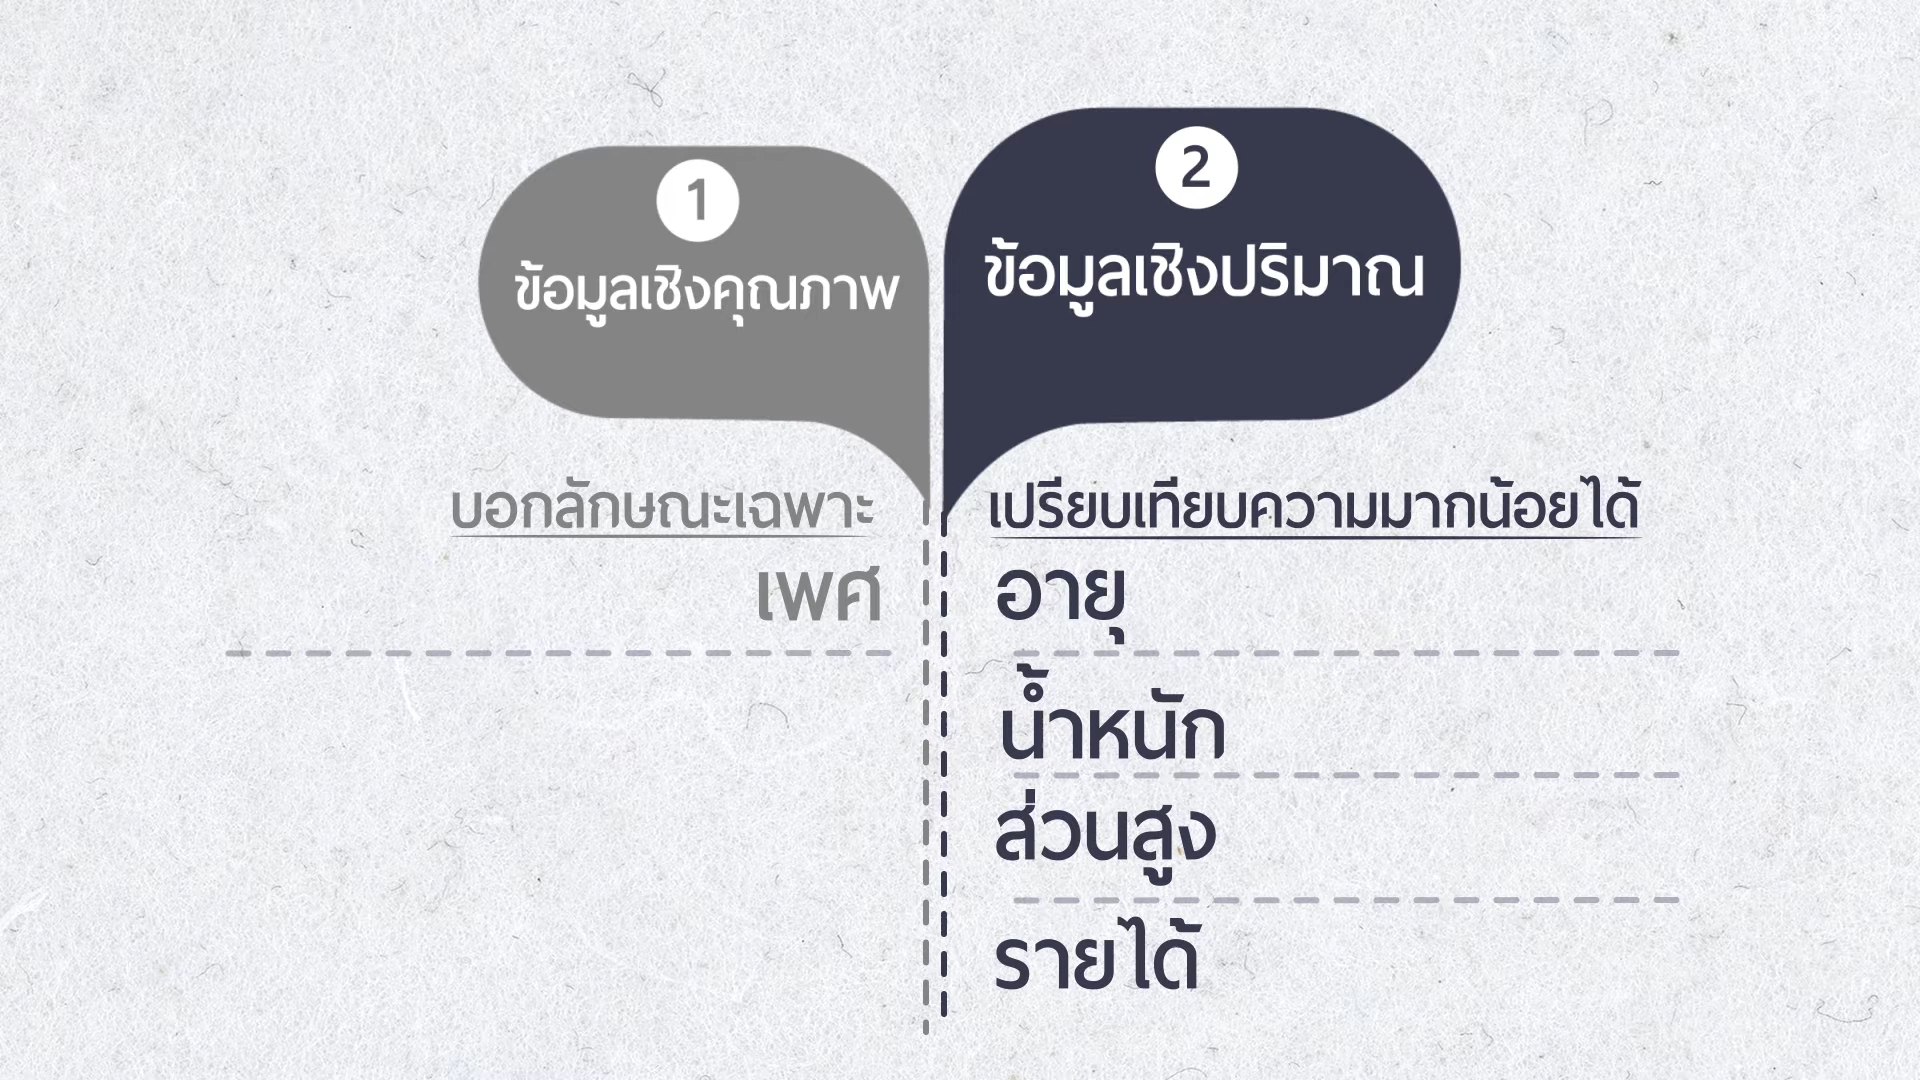 1
ข้อมูลเชิงคุณภาพ
บอกลักษณะเฉพาะ
เพศ
2
ข้อมูลเชิงปริมาณ
เปรียบเทียบความมากน้อยได้
อายุ
น้ำหนัก
ส่วนสูง
รายได้